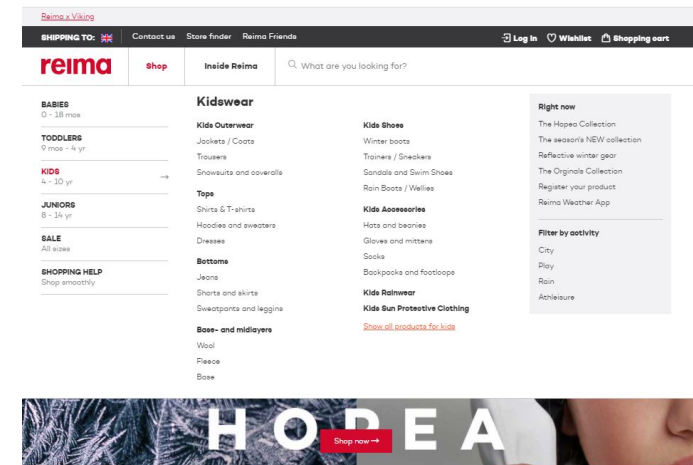 Reima x Viking
SHIPPING TO: Contact us Store finder Reima Friends Log in Wishlist Shopping cart
reima Shop Inside Reima What are you looking for?
BABIES
0 - 18 mos
TODDLERS
9 mos - 4 yr
KIDS
4 - 10 yr
JUNIORS
8 - 14 yr
SALE
All sizes
SHOPPING HELP
Shop smoothly
Kidswear
Kids Outerwear
Jackets / Coats
Trousers
Snowsuits and coveralls
Tops
Shirts & T-shirts
Hoodies and sweaters
Dresses
Bottoms
Jeans
Shorts and skirts
Sweatpants and leggins
Base- and midlayers
Wool
Fleece
Base
Kids Shoes
Winter boots
Trainers / Sneakers
Sandals and Swim Shoes
Rain Boots / Wellies
Kids Accessories
Hats and beanies
Gloves and mittens
Socks
Backpacks and footloops
Kids Rainwear
Kids Sun Protective Clothing
Show all products for kids
Right now
The Hopea Collection
The season's NEW collection
Reflective winter gear
The Orginals Collection
Register your product
Reima Weather App
Filter by activity
City
Play
Rain
Athleisure
HOPEA
Shop now